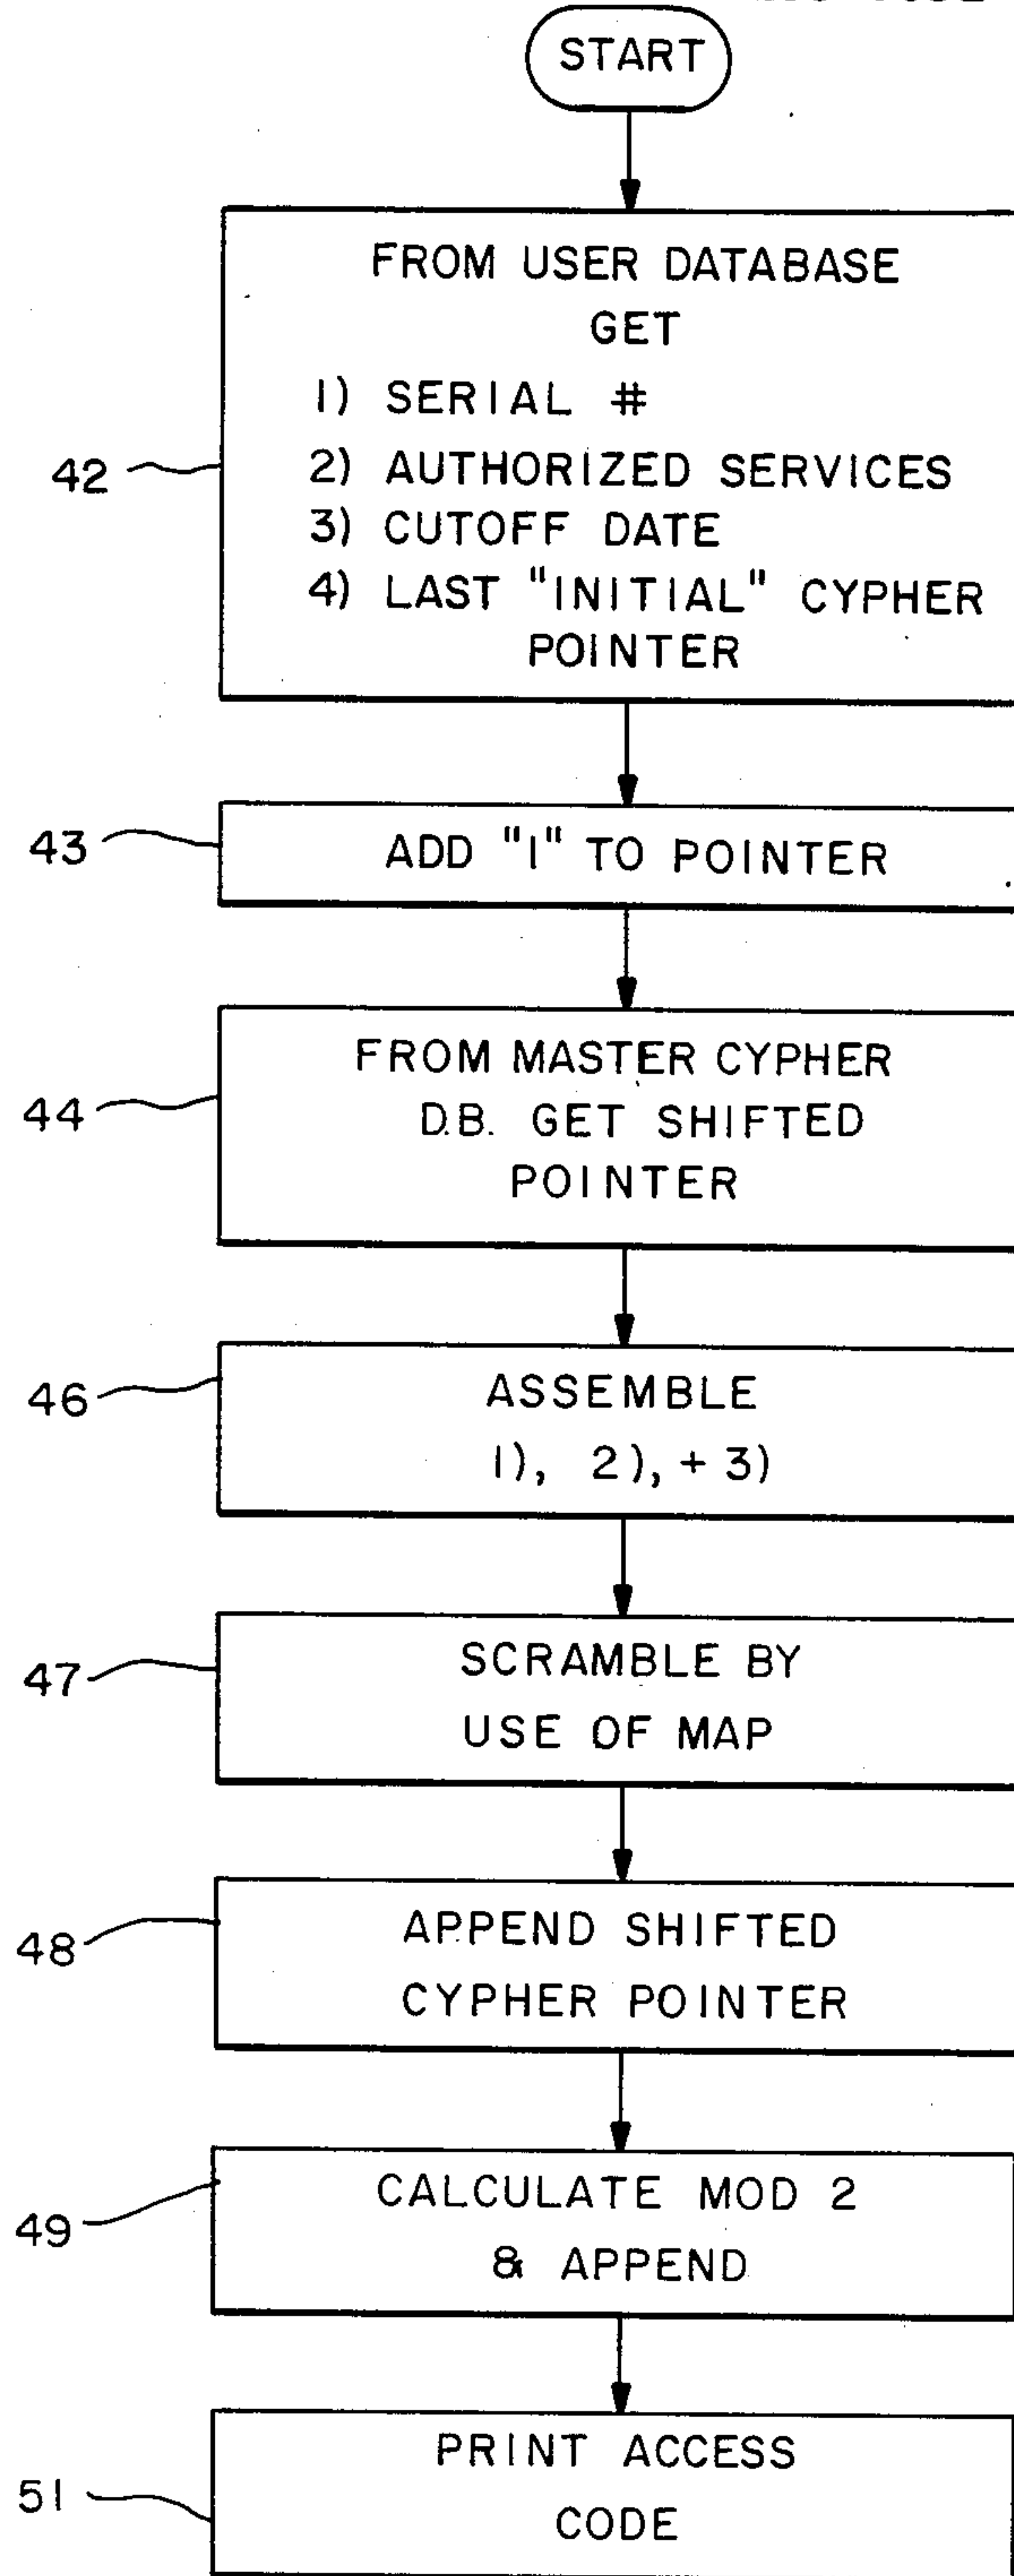 START
FROM USER DATABASE
GET
1) SERIAL #
2) AUTHORIZED SERVICES
3) CUTOFF DATE
4) LAST "INITIAL" CYPHER
POINTER
42
43
ADD "1" TO POINTER
FROM MASTER CYPHER
44
D.B. GET SHIFTED
POINTER
46
ASSEMBLE
1), 2), + 3)
47
SCRAMBLE BY
USE OF MAP
48
APPEND SHIFTED
CYPHER POINTER
49
CALCULATE MOD 2
& APPEND
51
PRINT ACCESS
CODE